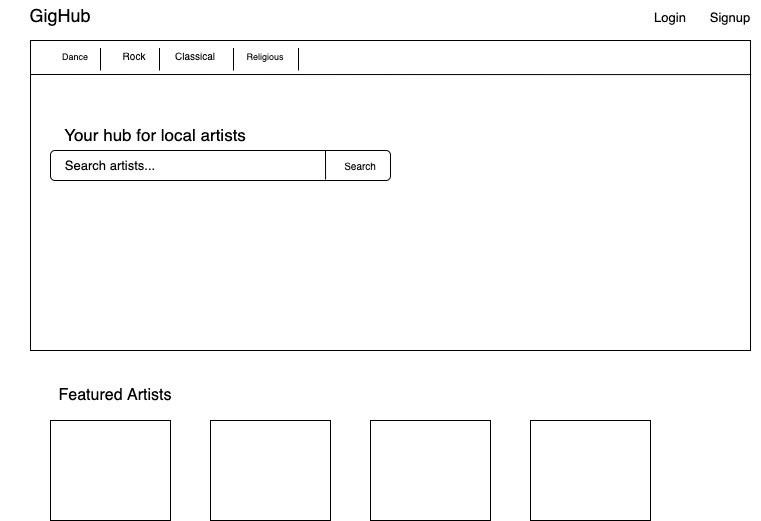 GigHub
Login Signup
Dance Rock Classical Religious
Your hub for local artists
Search artists... Search
Featured Artists